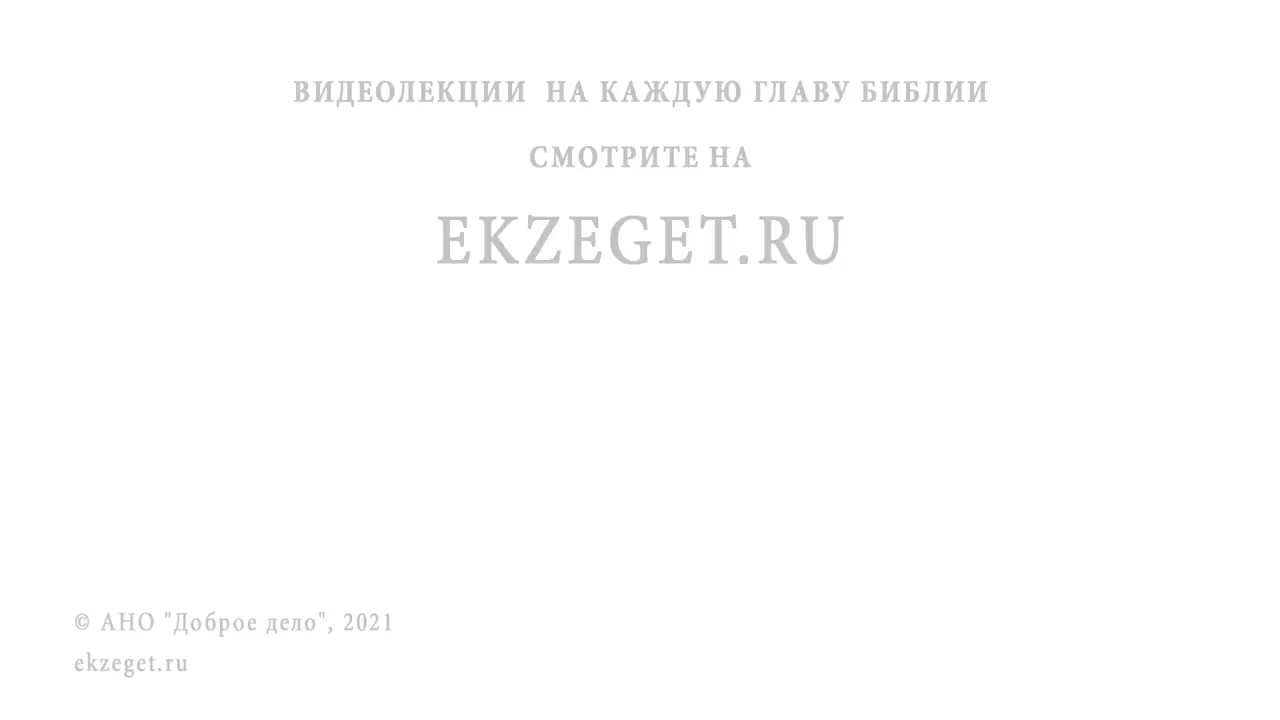 ВИДЕОЛЕКЦИИ НА КАЖДУЮ ГЛАВУ БИБЛИИ
СМОТРИТЕ НА
EKZEGET.RU
© АНО "Доброе дело", 2021
ekzeget.ru